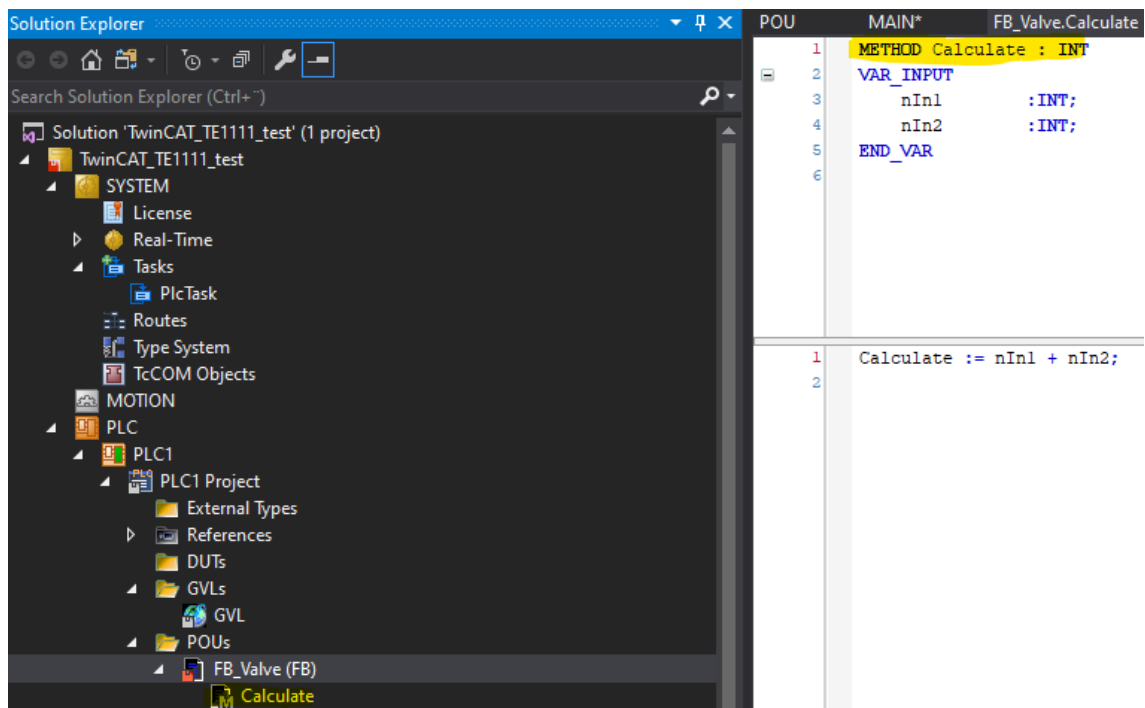 Solution Explorer
Search Solution Explorer (Ctrl+¨)
Solution 'TwinCAT_TE1111_test' (1 project)
TwinCAT_TE1111_test
SYSTEM
License
Real-Time
Tasks
PlcTask
Routes
Type System
TcCOM Objects
MOTION
PLC
PLC1
PLC1 Project
External Types
References
DUTs
GVLs
GVL
POUs
FB_Valve (FB)
Calculate
POU MAIN* FB_Valve.Calculate
1 METHOD Calculate : INT
2 VAR_INPUT
3 nIn1 :INT;
4 nIn2 :INT;
5 END_VAR
6
1 Calculate := nIn1 + nIn2;
2